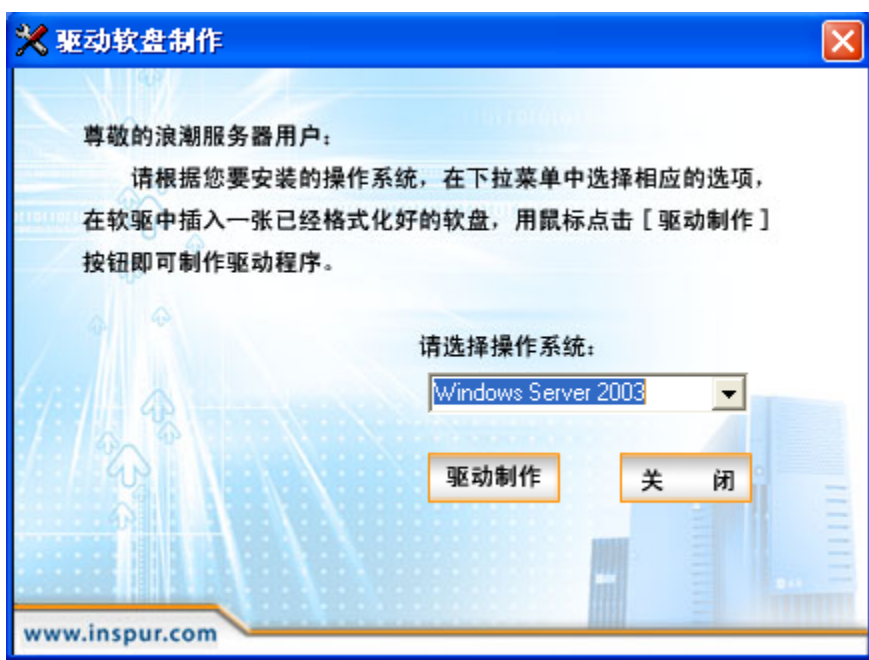 驱动软盘制作
尊敬的浪潮服务器用户：
请根据您要安装的操作系统，在下拉菜单中选择相应的选项，
在软驱中插入一张已经格式化好的软盘，用鼠标点击［驱动制作］
按钮即可制作驱动程序。
请选择操作系统：
Windows Server 2003
驱动制作 关 闭
www.inspur.com